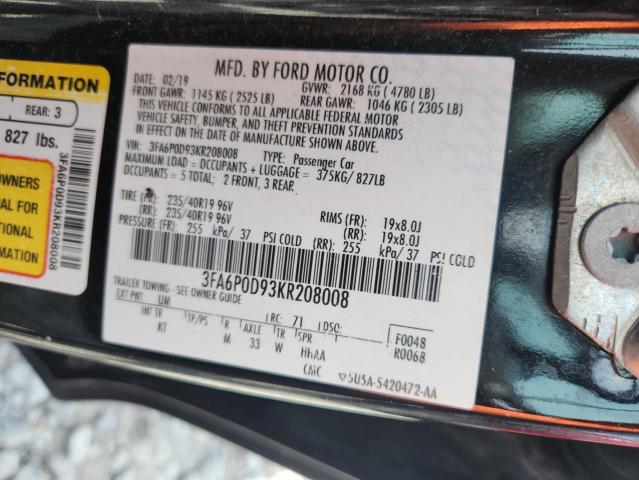 FORMATION
REAR: 3
827 lbs.
3FA6P0D93KR208008
OWNERS
MANUAL
FOR
ADDITIONAL
INFORMATION
MFD. BY FORD MOTOR CO.
DATE: 02/19
GVWR: 2168 KG ( 4780 LB)
FRONT GAWR: 1145 KG ( 2525 LB)
REAR GAWR: 1046 KG ( 2305 LB)
THIS VEHICLE CONFORMS TO ALL APPLICABLE FEDERAL MOTOR
VEHICLE SAFETY, BUMPER, AND THEFT PREVENTION STANDARDS
IN EFFECT ON THE DATE OF MANUFACTURE SHOWN ABOVE.
VIN: 3FA6P0D93KR208008
TYPE: Passenger Car
MAXIMUM LOAD = OCCUPANTS + LUGGAGE = 375KG/ 827LB
OCCUPANTS = 5 TOTAL; 2 FRONT, 3 REAR
TIRE (FR): 235/40R19 96V
RIMS (FR): 19x8.0J
(RR): 235/40R19 96V
(RR): 19x8.0J
PRESSURE (FR): 255 kPa/ 37 PSI COLD (RR): 255 kPa/ 37 PSI COLD
3FA6P0D93KR208008
TRAILER TOWING - SEE OWNER GUIDE
EXT PNT: UM
RC: 71
DSO:
F0048
INT TR
TP/PS
R
AXLE
TR
SPR
R0068
KT
M
33
W
HHAA
CMC
5U5A-5420472-AA